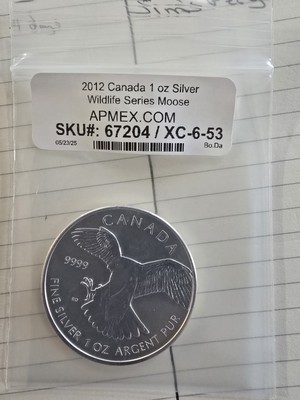 2012 Canada 1 oz Silver
Wildlife Series Moose
APMEX.COM
SKU#: 67204 / XC-6-53
05/23/25
Bo.Da
CANADA
9999
FINE SILVER 1 OZ ARGENT PUR